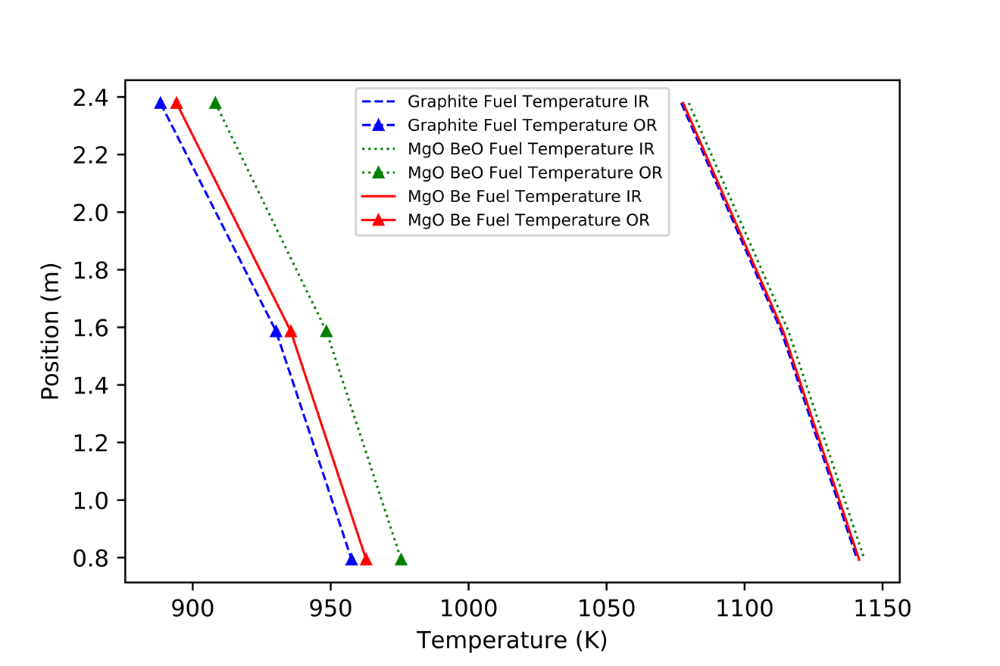 2.4
2.2
2.0
1.8
1.6
1.4
1.2
1.0
0.8
Position (m)
Graphite Fuel Temperature IR
Graphite Fuel Temperature OR
MgO BeO Fuel Temperature IR
MgO BeO Fuel Temperature OR
MgO Be Fuel Temperature IR
MgO Be Fuel Temperature OR
900 950 1000 1050 1100 1150
Temperature (K)